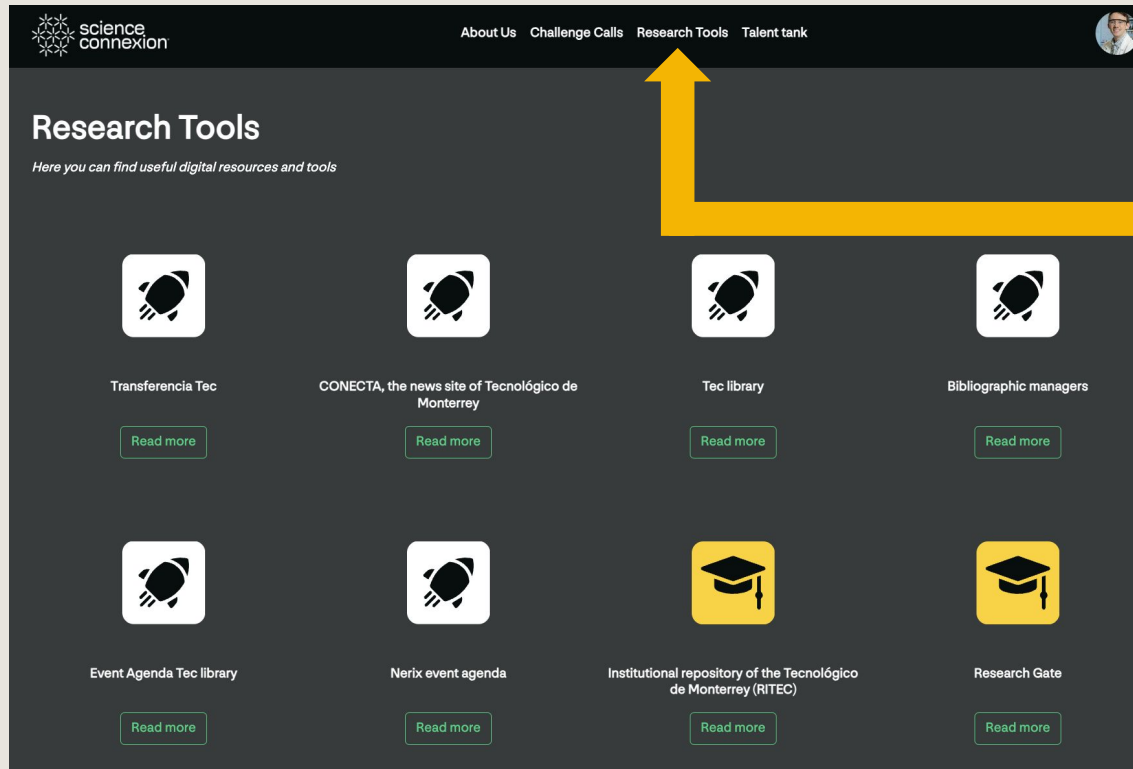 science
connexion
About Us Challenge Calls Research Tools Talent tank
Research Tools
Here you can find useful digital resources and tools
Transferencia Tec
CONECTA, the news site of Tecnológico de
Monterrey
Tec library
Bibliographic managers
Read more
Read more
Read more
Read more
Event Agenda Tec library
Nerix event agenda
Institutional repository of the Tecnológico
de Monterrey (RITEC)
Research Gate
Read more
Read more
Read more
Read more